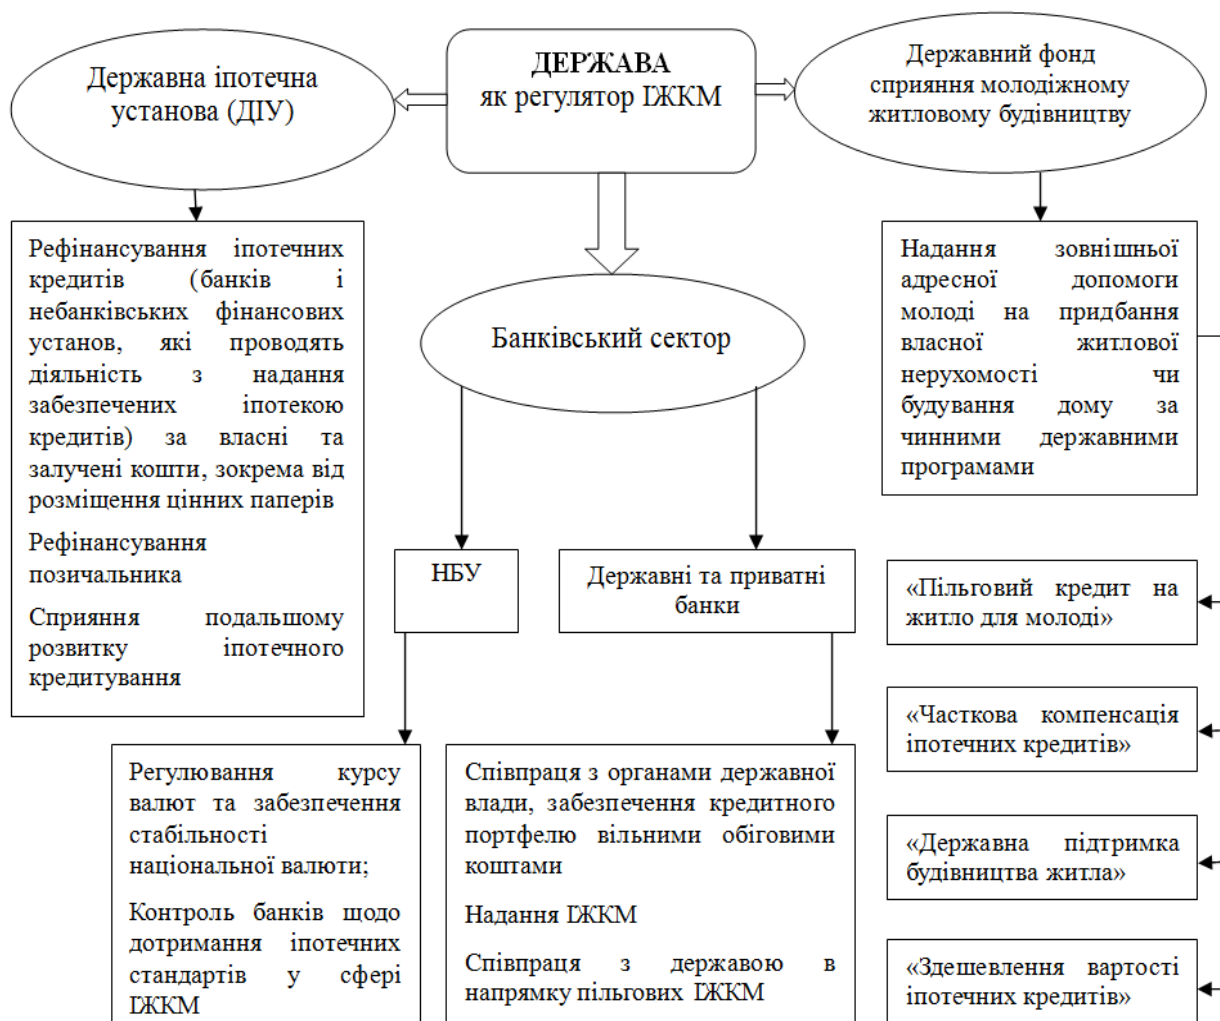 Державна іпотечна
установа (ДІУ)
ДЕРЖАВА
як регулятор ІЖКМ
Державний фонд
сприяння молодіжному
житловому будівництву
Рефінансування іпотечних
кредитів (банків і
небанківських фінансових
установ, які проводять
діяльність з надання
забезпечених іпотекою
кредитів) за власні та
залучені кошти, зокрема від
розміщення цінних паперів
Рефінансування
позичальника
Сприяння подальшому
розвитку іпотечного
кредитування
Банківський сектор
Надання зовнішньої
адресної допомоги
молоді на придбання
власної житлової
нерухомості чи
будування дому за
чинними державними
програмами
НБУ
Державні та приватні
банки
Регулювання курсу
валют та забезпечення
стабільності
національної валюти;
Контроль банків щодо
дотримання іпотечних
стандартів у сфері
ІЖКМ
Співпраця з органами державної
влади, забезпечення кредитного
портфелю вільними обіговими
коштами
Надання ІЖКМ
Співпраця з державою в
напрямку пільгових ІЖКМ
«Пільговий кредит на
житло для молоді»
«Часткова компенсація
іпотечних кредитів»
«Державна підтримка
будівництва житла»
«Здешевлення вартості
іпотечних кредитів»